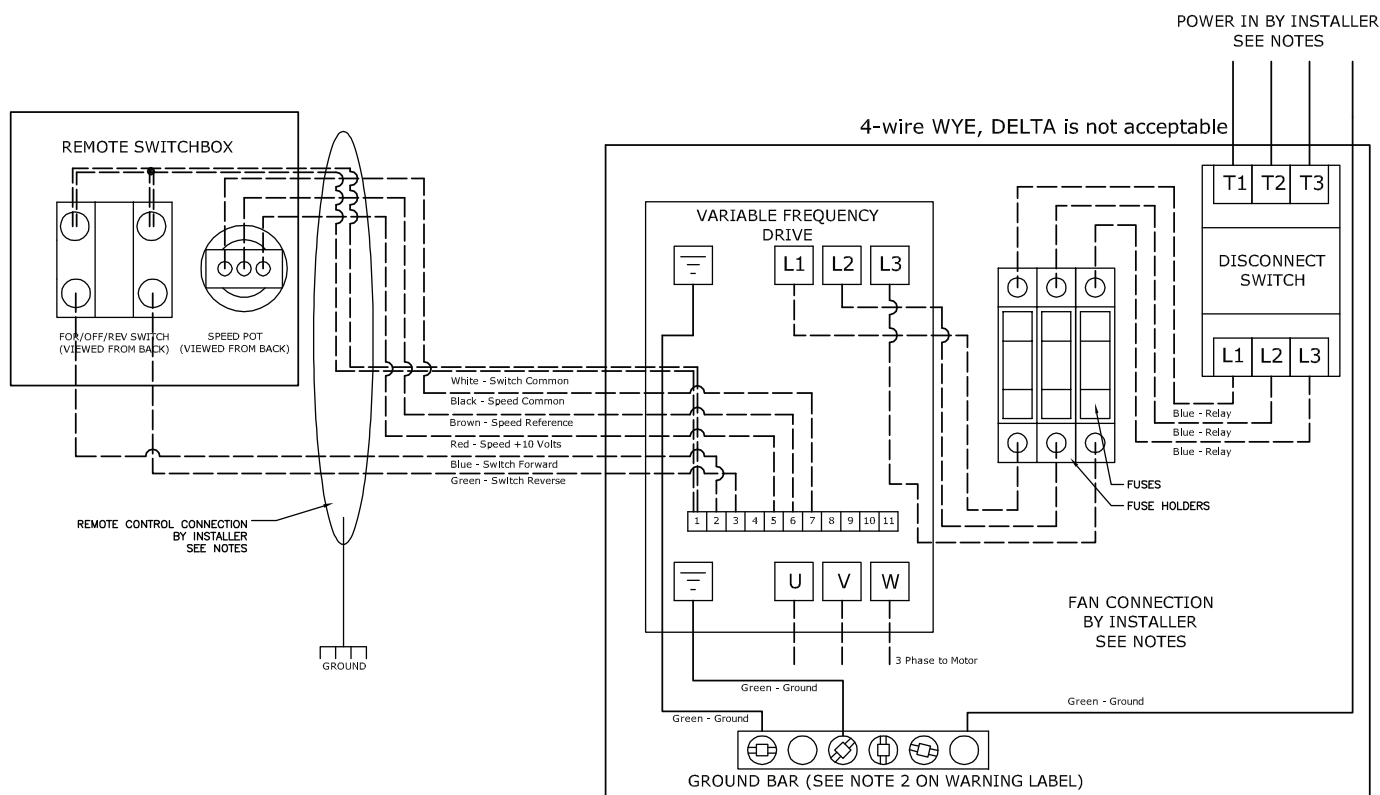 POWER IN BY INSTALLER
SEE NOTES
4-wire WYE, DELTA is not acceptable
REMOTE SWITCHBOX
FOR/OFF/REV SWITCH
(VIEWED FROM BACK)
SPEED POT
(VIEWED FROM BACK)
VARIABLE FREQUENCY
DRIVE
L1 L2 L3
T1 T2 T3
DISCONNECT
SWITCH
L1 L2 L3
Blue - Relay
Blue - Relay
Blue - Relay
White - Switch Common
Black - Speed Common
Brown - Speed Reference
Red - Speed +10 Volts
Blue - Switch Forward
Green - Switch Reverse
FUSES
FUSE HOLDERS
1 2 3 4 5 6 7 8 9 10 11
REMOTE CONTROL CONNECTION
BY INSTALLER
SEE NOTES
U V W
FAN CONNECTION
BY INSTALLER
SEE NOTES
GROUND
3 Phase to Motor
Green - Ground
Green - Ground
Green - Ground
GROUND BAR (SEE NOTE 2 ON WARNING LABEL)